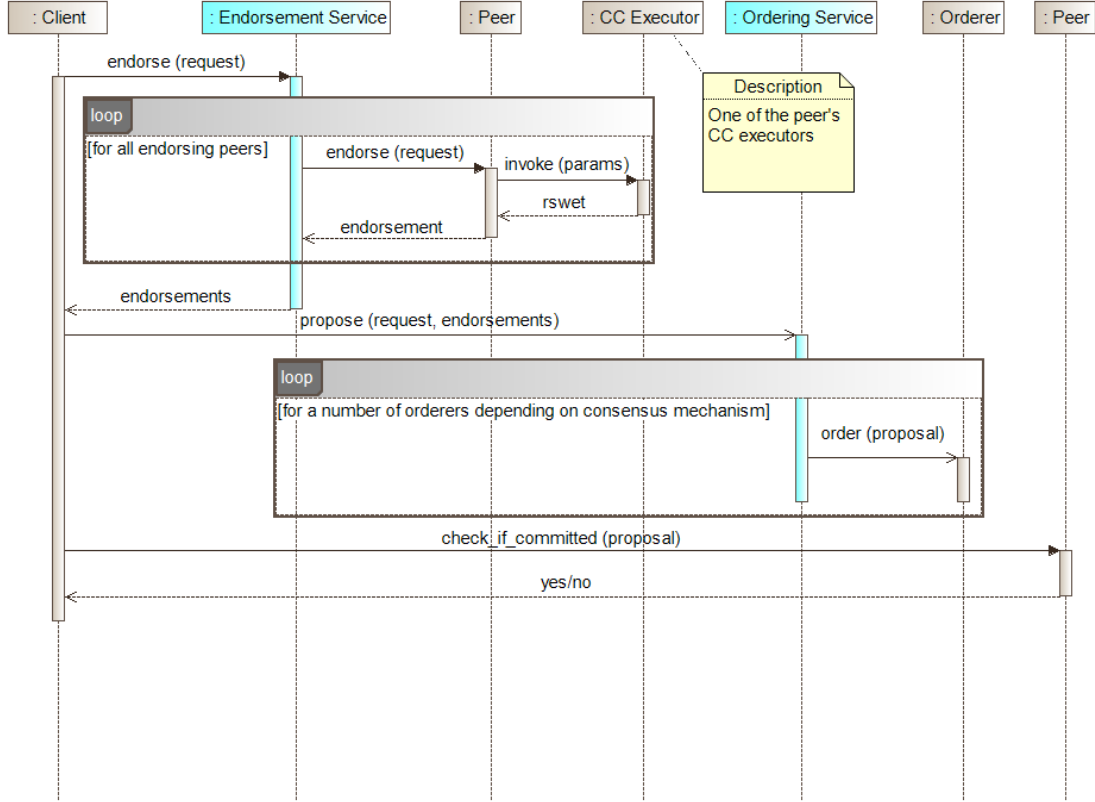 : Client
: Endorsement Service
: Peer
: CC Executor
: Ordering Service
: Orderer
: Peer
endorse (request)
Description
One of the peer's
CC executors
loop
[for all endorsing peers]
endorse (request)
invoke (params)
rswet
endorsement
endorsements
propose (request, endorsements)
loop
[for a number of orderers depending on consensus mechanism]
order (proposal)
check_if_committed (proposal)
yes/no